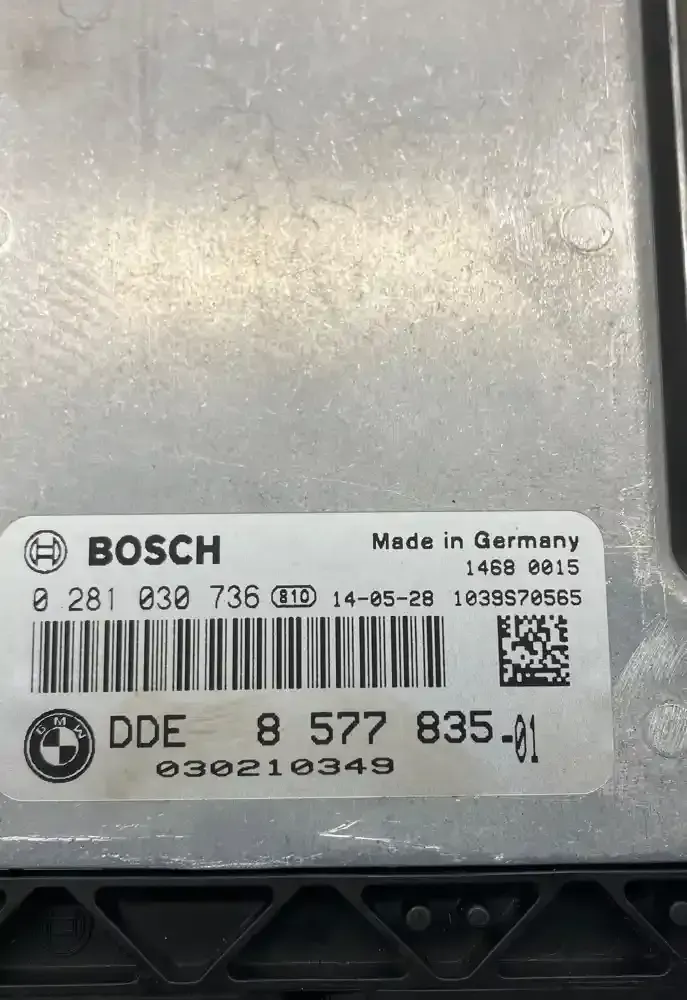 BOSCH
Made in Germany
1468 0015
0 281 030 736 810 14-05-28 1039S70565
BMW
DDE 8 577 835-01
030210349